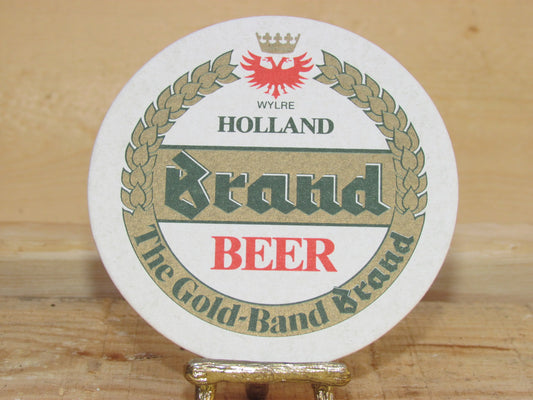 WYLRE
HOLLAND
Brand
BEER
The Gold-Band Brand